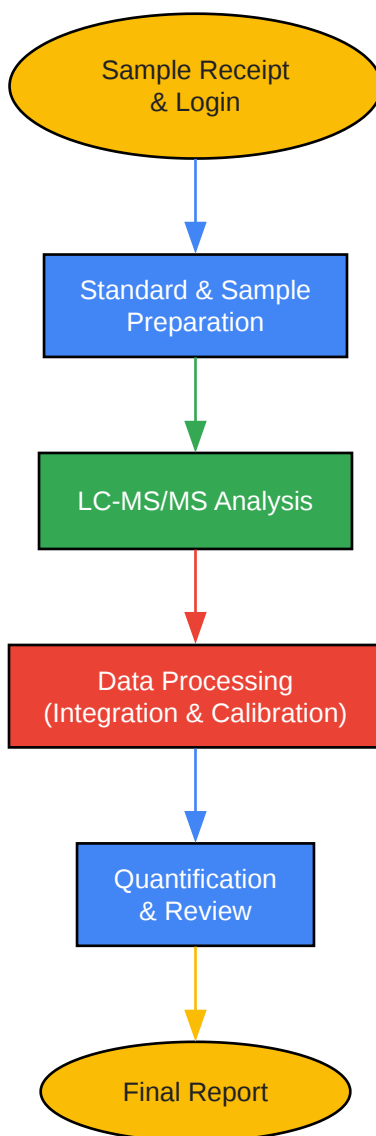 Sample Receipt
& Login
Standard & Sample
Preparation
LC-MS/MS Analysis
Data Processing
(Integration & Calibration)
Quantification
& Review
Final Report